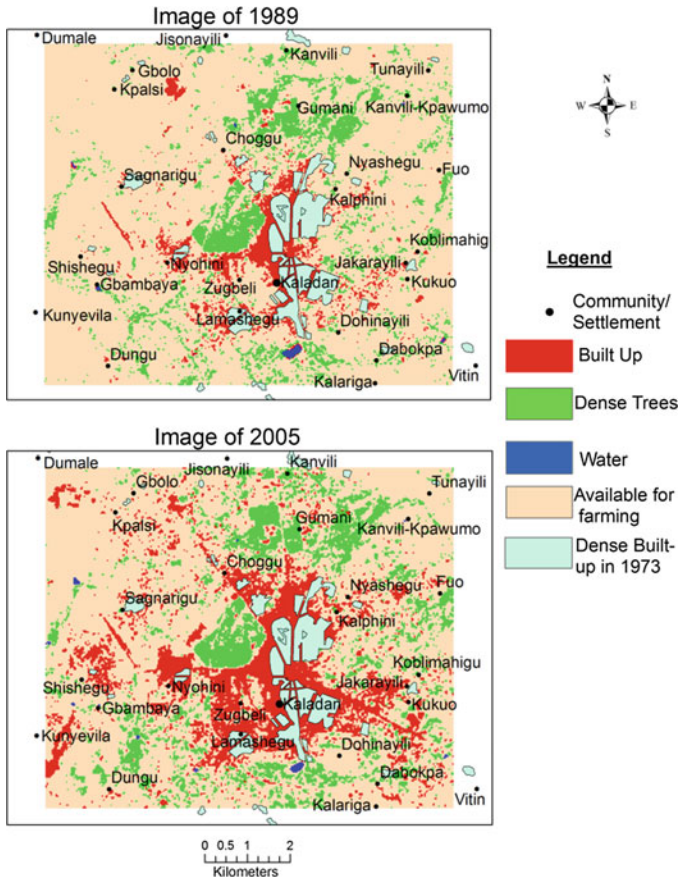 Image of 1989
Dumale
Jisonayili
Kanvili
Gbolo
Tunayili
Kpalsi
Gumani
Kanvili-Kpawumo
Choggu
Nyashegu
Fuo
Sagnarigu
Kalphini
Koblimahig
Shishegu
Nyohini
Jakarayili
Gbambaya
Zugbeli
Kaladan
Kukuo
Kunyevila
Lamashegu
Dohinayili
Dungu
Dabokpa
Kalariga
Vitin
N
W
E
S
Legend
Community/
Settlement
Built Up
Dense Trees
Water
Available for
farming
Dense Built-
up in 1973
Image of 2005
Dumale
Jisonayili
Kanvili
Gbolo
Tunayili
Kpalsi
Gumani
Kanvili-Kpawumo
Choggu
Nyashegu
Fuo
Sagnarigu
Kalphini
Koblimahigu
Shishegu
Nyohini
Jakarayili
Gbambaya
Zugbeli
Kaladan
Kukuo
Kunyevila
Lamashegu
Dohinayili
Dungu
Dabokpa
Kalariga
Vitin
0 0.5 1 2
Kilometers